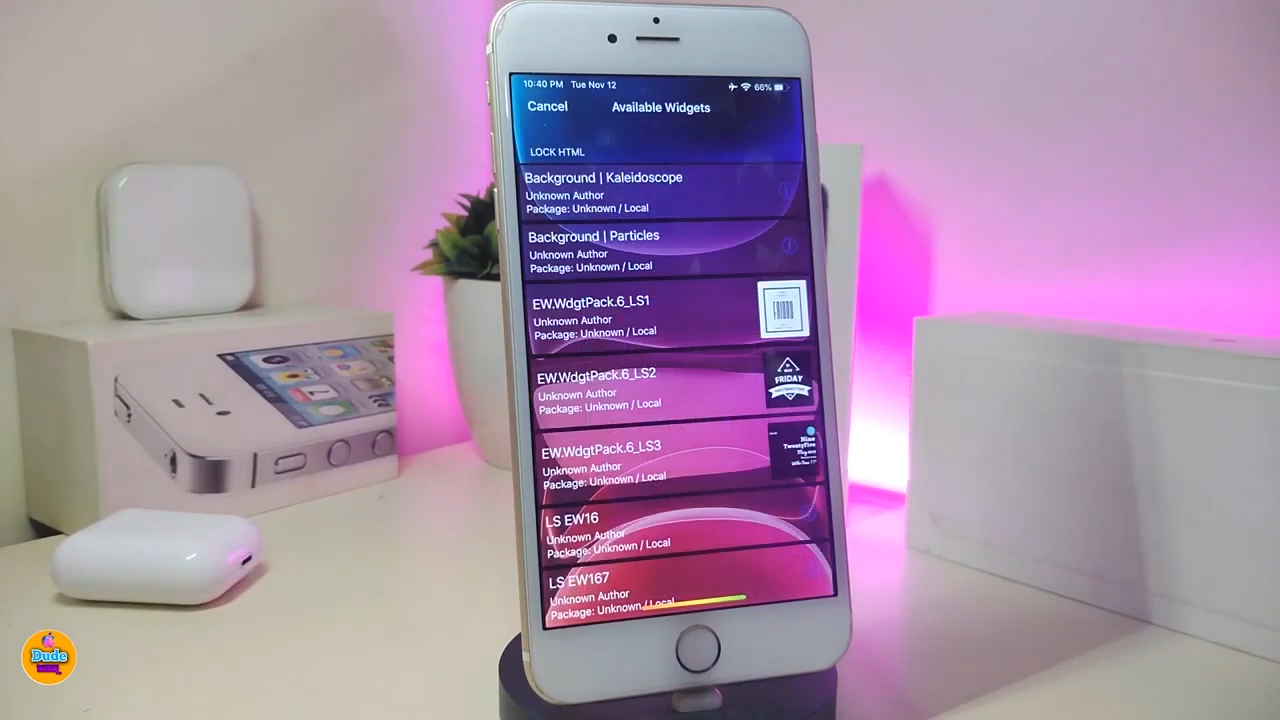 10:40 PM Tue Nov 12 66%
Cancel Available Widgets
LOCK HTML
Background | Kaleidoscope
Unknown Author
Package: Unknown / Local
Background | Particles
Unknown Author
Package: Unknown / Local
EW.WdgtPack.6_LS1
Unknown Author
Package: Unknown / Local
FRIDAY
EW.WdgtPack.6_LS2
Unknown Author
Package: Unknown / Local
FRIDAY
EW.WdgtPack.6_LS3
Unknown Author
Package: Unknown / Local
Nine
TwentyFive
LS EW16
Unknown Author
Package: Unknown / Local
LS EW167
Unknown Author
Package: Unknown / Local
Dude